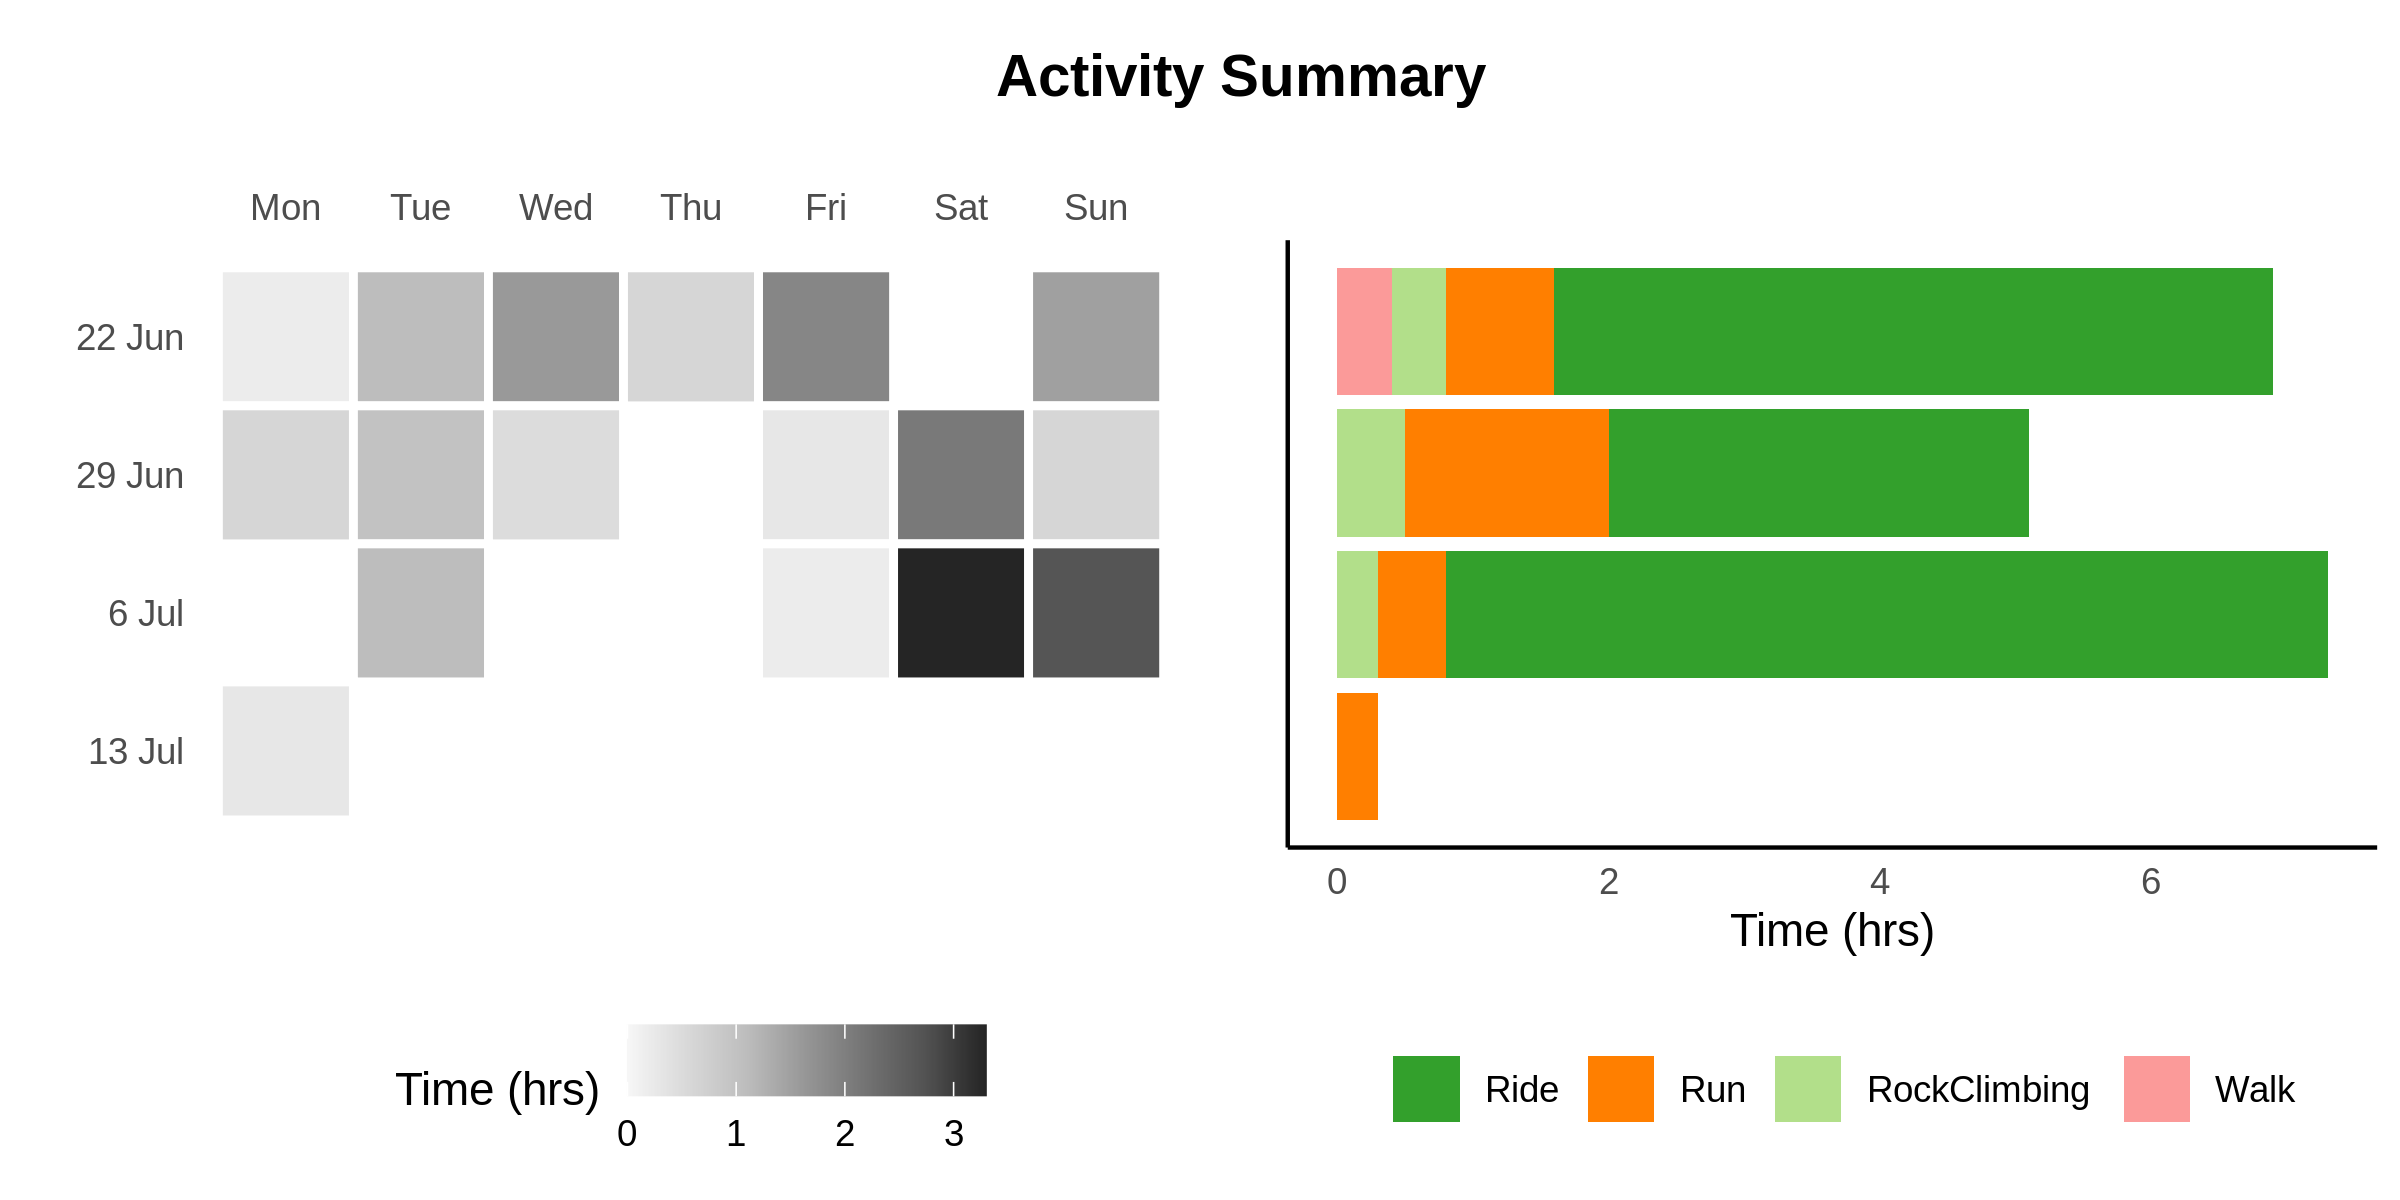 Activity Summary
Mon Tue Wed Thu Fri Sat Sun
22 Jun
29 Jun
6 Jul
13 Jul
0 2 4 6
Time (hrs)
Time (hrs)
0 1 2 3
Ride Run RockClimbing Walk